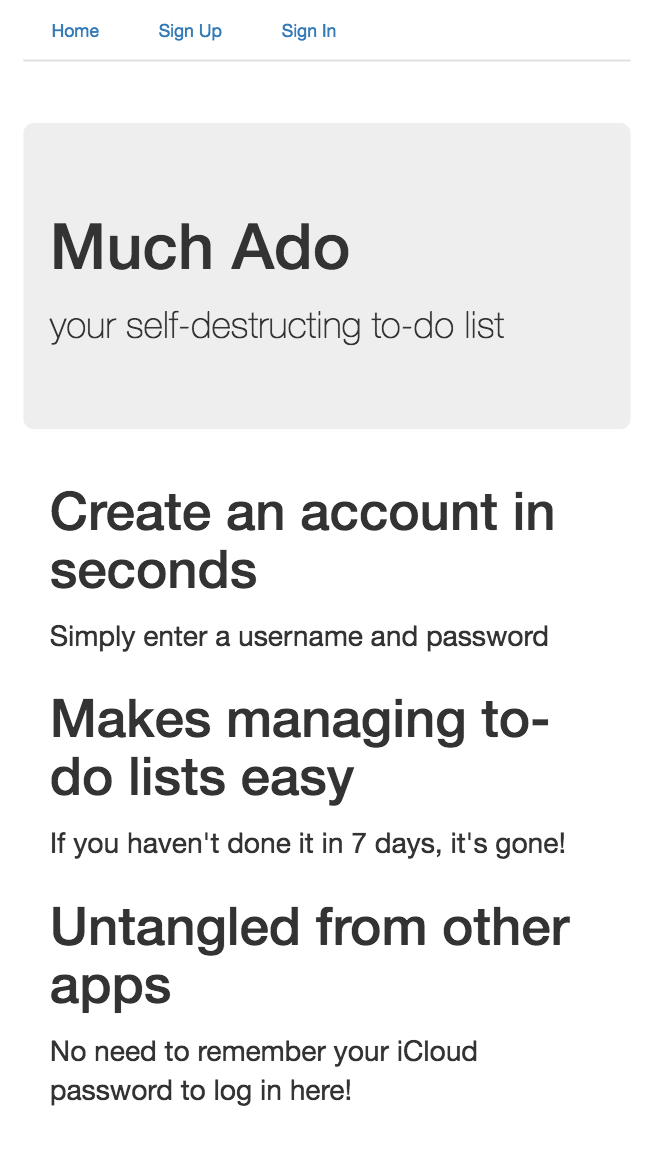 Home Sign Up Sign In
Much Ado
your self-destructing to-do list
Create an account in
seconds
Simply enter a username and password
Makes managing to-
do lists easy
If you haven't done it in 7 days, it's gone!
Untangled from other
apps
No need to remember your iCloud
password to log in here!